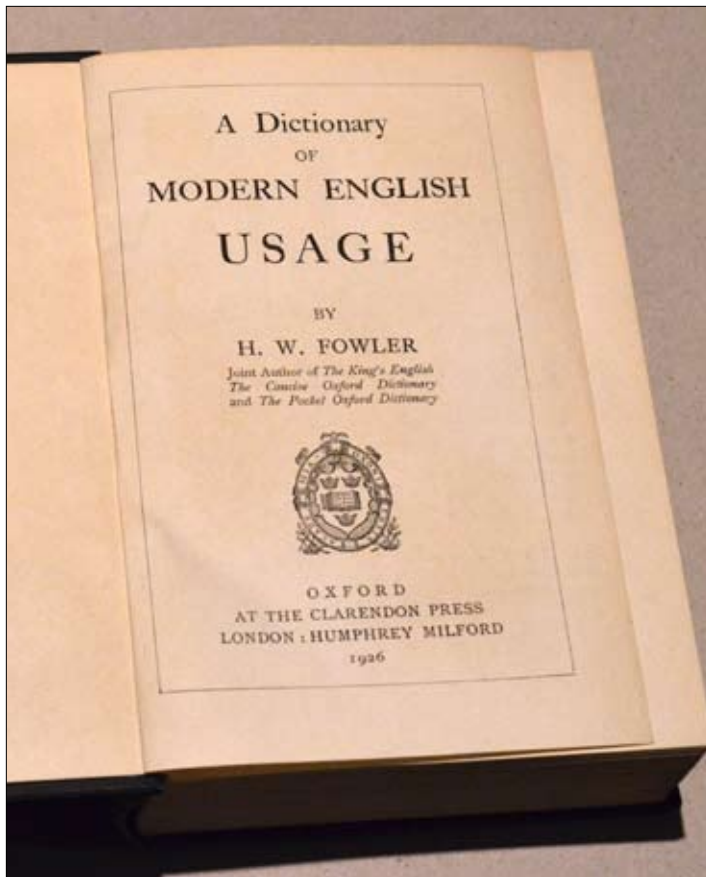 A Dictionary
OF
MODERN ENGLISH
USAGE
BY
H. W. FOWLER
Joint Author of The King's English
The Concise Oxford Dictionary
and The Pocket Oxford Dictionary
OXFORD
AT THE CLARENDON PRESS
LONDON : HUMPHREY MILFORD
1926